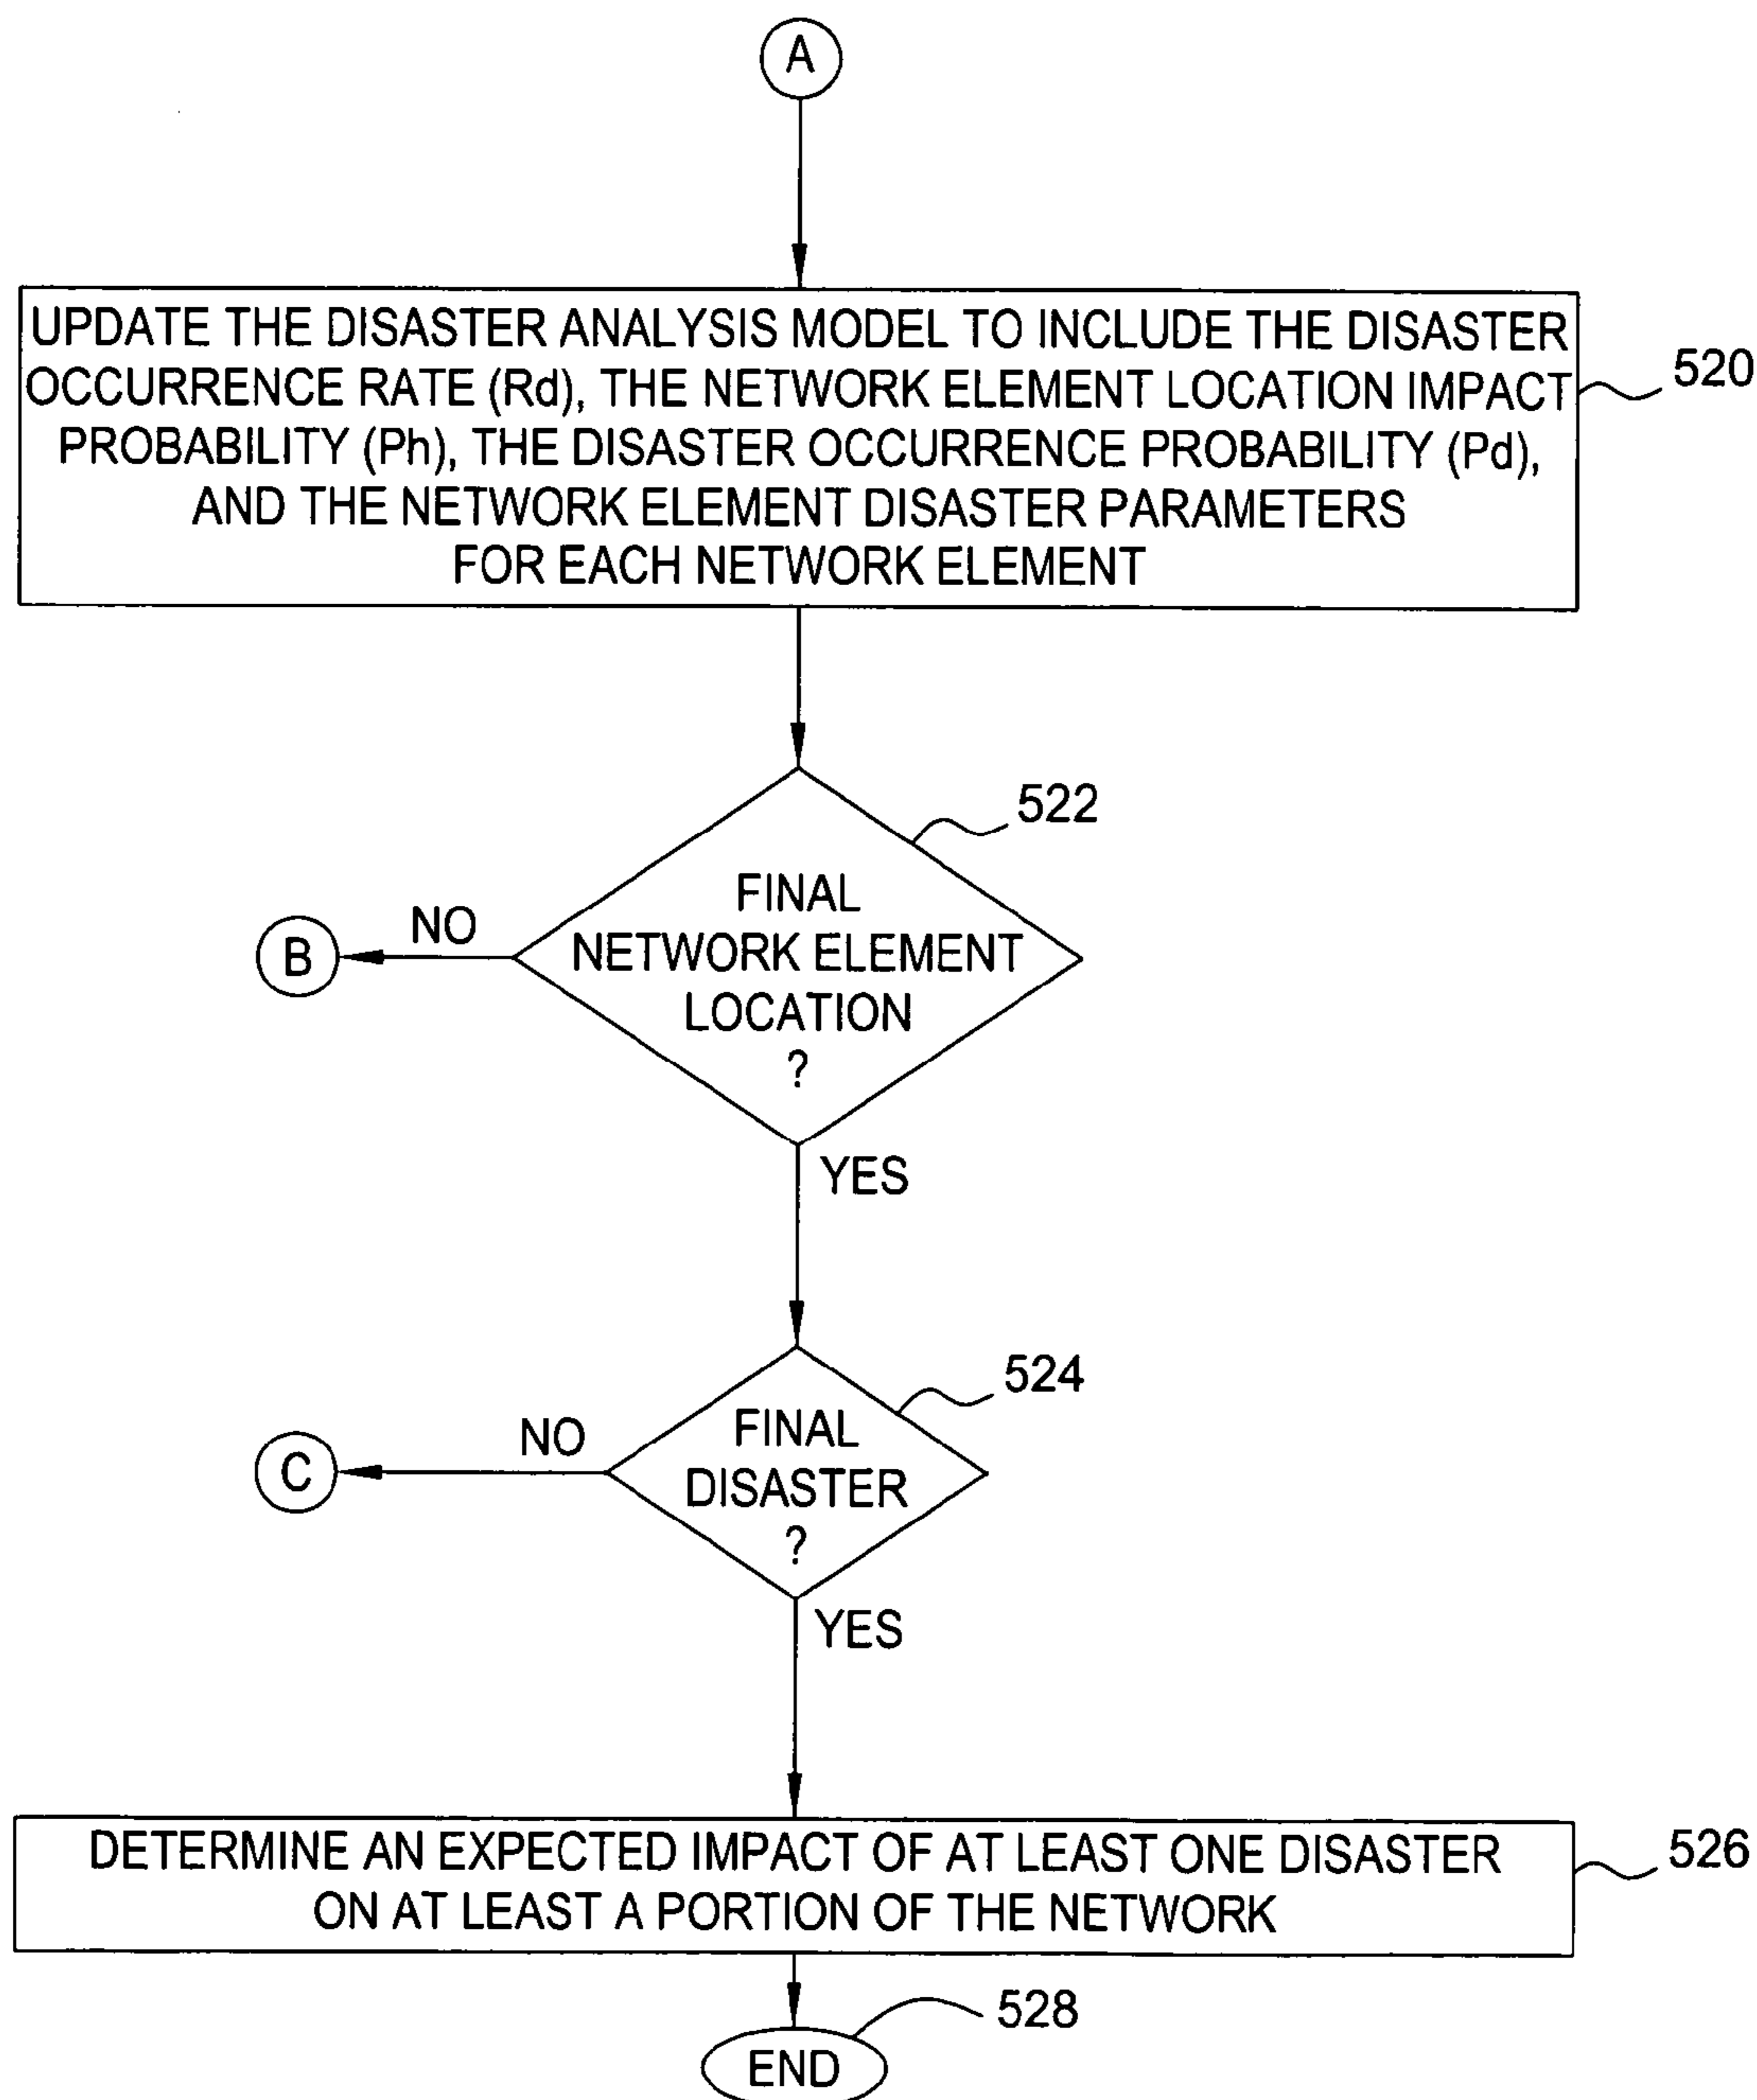 A
UPDATE THE DISASTER ANALYSIS MODEL TO INCLUDE THE DISASTER
OCCURRENCE RATE (Rd), THE NETWORK ELEMENT LOCATION IMPACT
PROBABILITY (Ph), THE DISASTER OCCURRENCE PROBABILITY (Pd),
AND THE NETWORK ELEMENT DISASTER PARAMETERS
FOR EACH NETWORK ELEMENT
520
522
FINAL
NETWORK ELEMENT
LOCATION
?
NO
B
YES
524
FINAL
DISASTER
?
NO
C
YES
DETERMINE AN EXPECTED IMPACT OF AT LEAST ONE DISASTER
ON AT LEAST A PORTION OF THE NETWORK
526
528
END